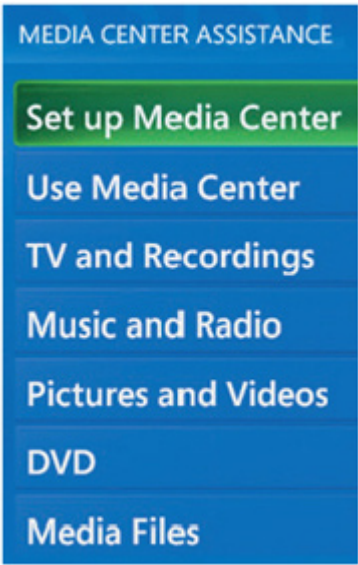 MEDIA CENTER ASSISTANCE
Set up Media Center
Use Media Center
TV and Recordings
Music and Radio
Pictures and Videos
DVD
Media Files